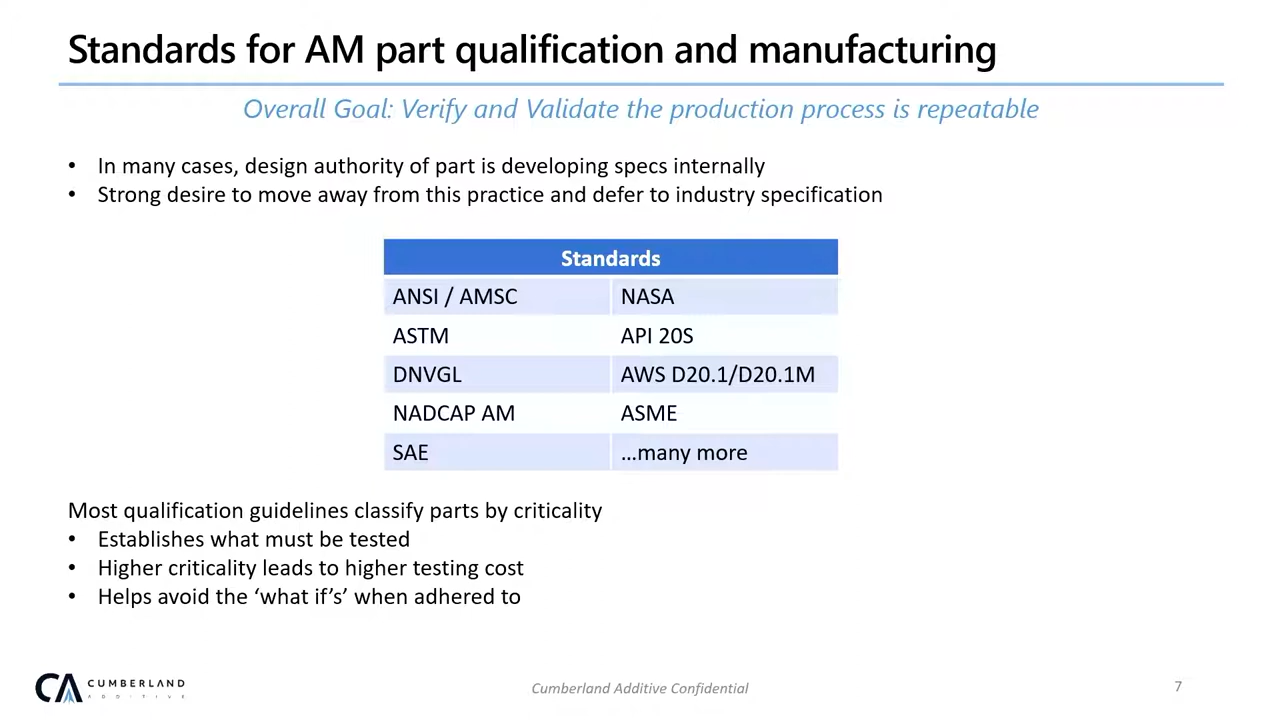 Standards for AM part qualification and manufacturing
Overall Goal: Verify and Validate the production process is repeatable
• In many cases, design authority of part is developing specs internally
• Strong desire to move away from this practice and defer to industry specification
Standards
ANSI / AMSC NASA
ASTM API 20S
DNVGL AWS D20.1/D20.1M
NADCAP AM ASME
SAE …many more
Most qualification guidelines classify parts by criticality
• Establishes what must be tested
• Higher criticality leads to higher testing cost
• Helps avoid the ‘what if’s’ when adhered to
CA CUMBERLAND
ADDITIVE
Cumberland Additive Confidential
7